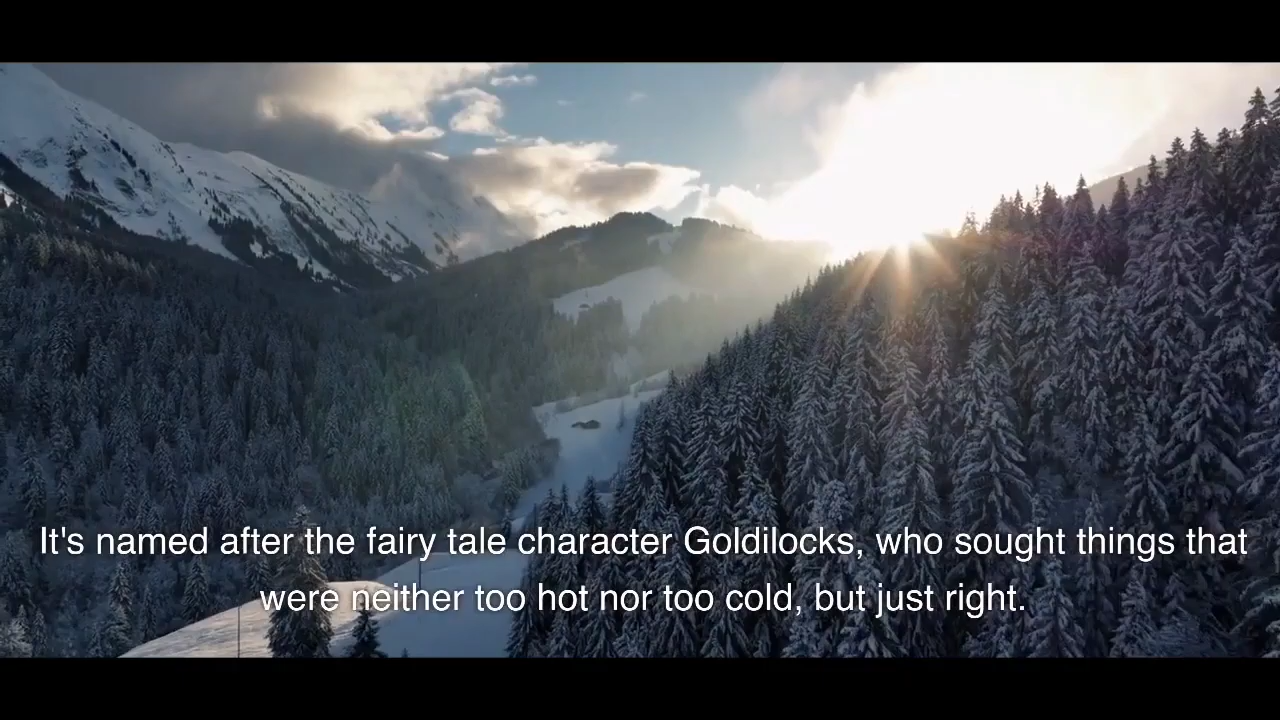 It's named after the fairy tale character Goldilocks, who sought things that
were neither too hot nor too cold, but just right.